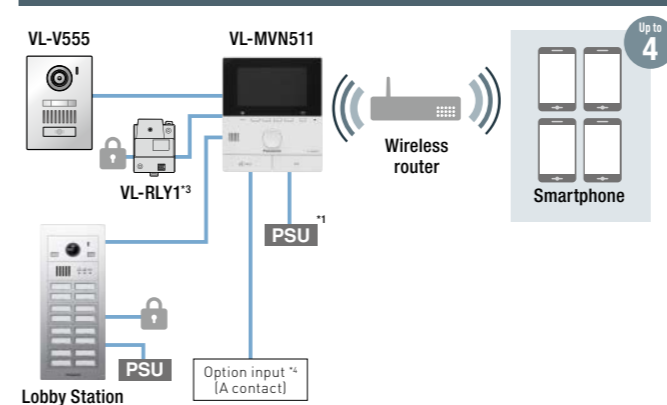 Up to
4
VL-V555
VL-MVN511
Wireless
router
Smartphone
VL-RLY1*3
PSU *1
PSU
Option input *4
(A contact)
Lobby Station